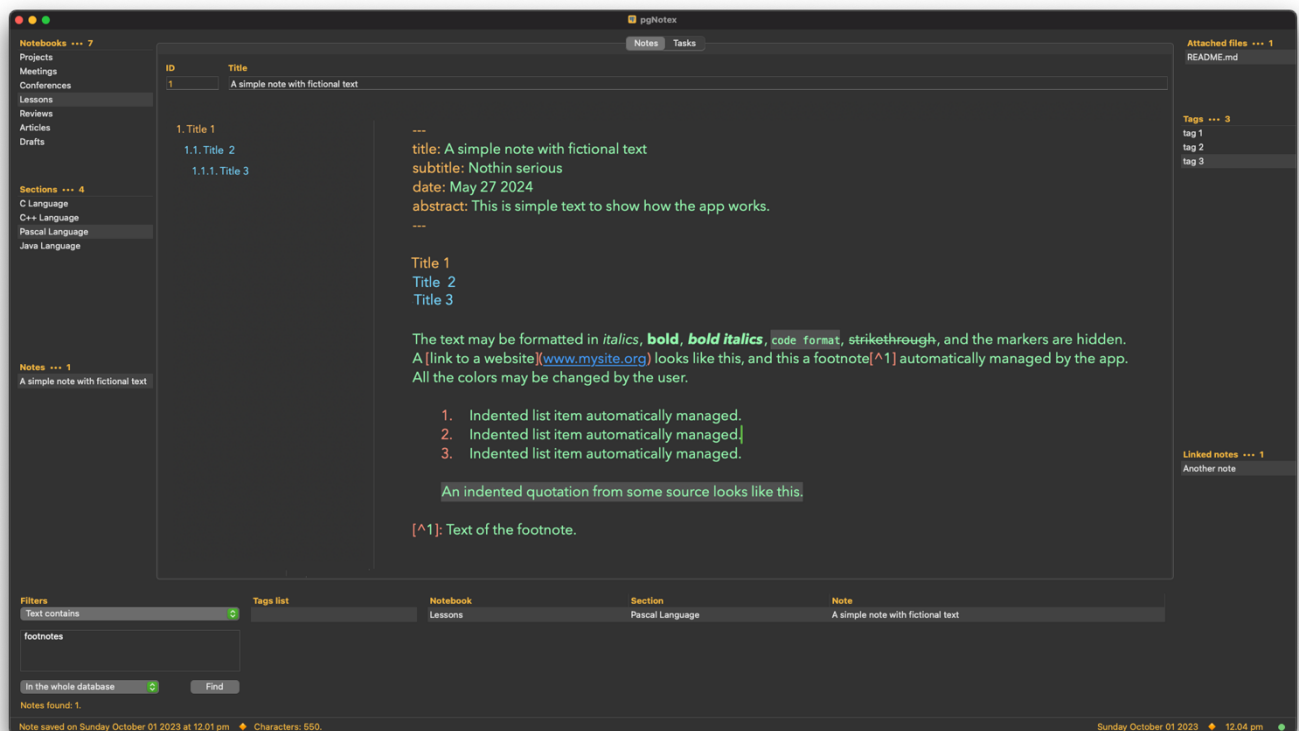 pgNotex
Notebooks ••• 7
Projects
Meetings
Conferences
Lessons
Reviews
Articles
Drafts
Sections ••• 4
C Language
C++ Language
Pascal Language
Java Language
Notes ••• 1
A simple note with fictional text
Notes Tasks
ID Title
1 A simple note with fictional text
1. Title 1
1.1. Title 2
1.1.1. Title 3
---
title: A simple note with fictional text
subtitle: Nothin serious
date: May 27 2024
abstract: This is simple text to show how the app works.
---
Title 1
Title 2
Title 3
The text may be formatted in italics, bold, bold italics, code format, strikethrough, and the markers are hidden.
A [link to a website](www.mysite.org) looks like this, and this a footnote[^1] automatically managed by the app.
All the colors may be changed by the user.
1. Indented list item automatically managed.
2. Indented list item automatically managed.
3. Indented list item automatically managed.
An indented quotation from some source looks like this.
[^1]: Text of the footnote.
Attached files ••• 1
README.md
Tags ••• 3
tag 1
tag 2
tag 3
Linked notes ••• 1
Another note
Filters
Text contains
footnotes
In the whole database Find
Notes found: 1.
Tags list
Notebook Section Note
Lessons Pascal Language A simple note with fictional text
Note saved on Sunday October 01 2023 at 12.01 pm ◆ Characters: 550.
Sunday October 01 2023 ◆ 12.04 pm